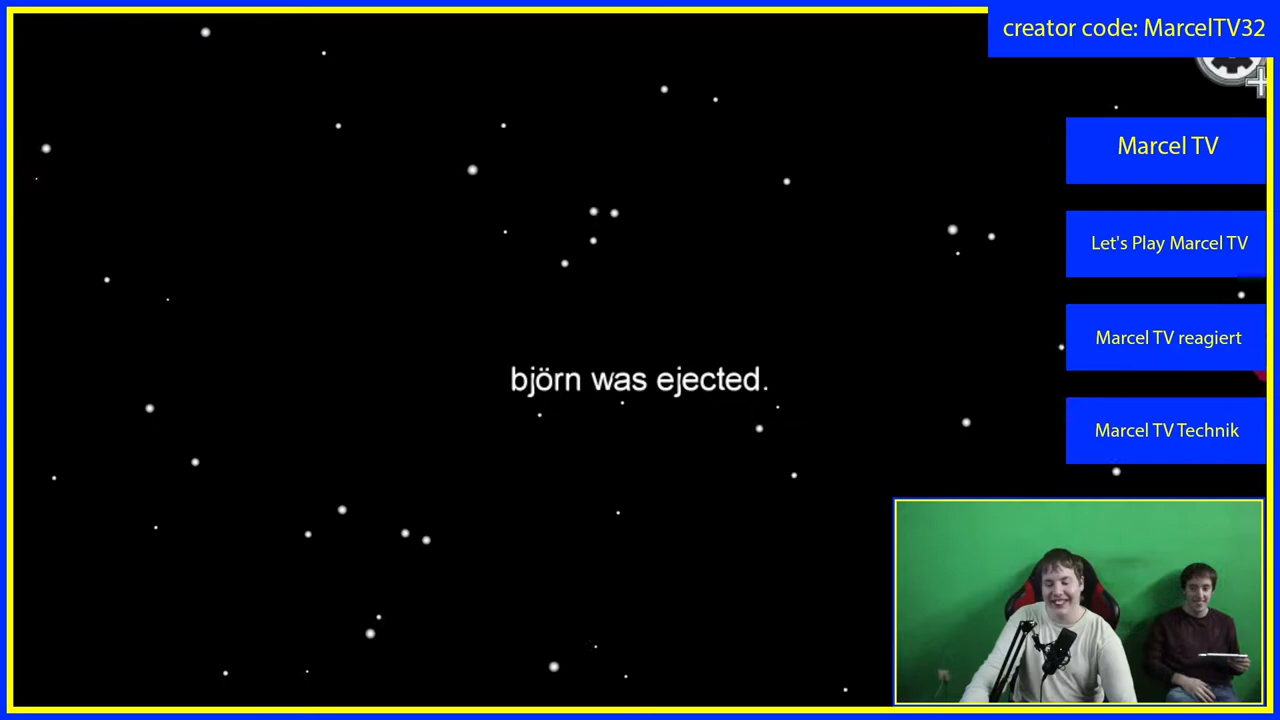 creator code: MarcelTV32
Marcel TV
Let's Play Marcel TV
Marcel TV reagiert
björn was ejected.
Marcel TV Technik